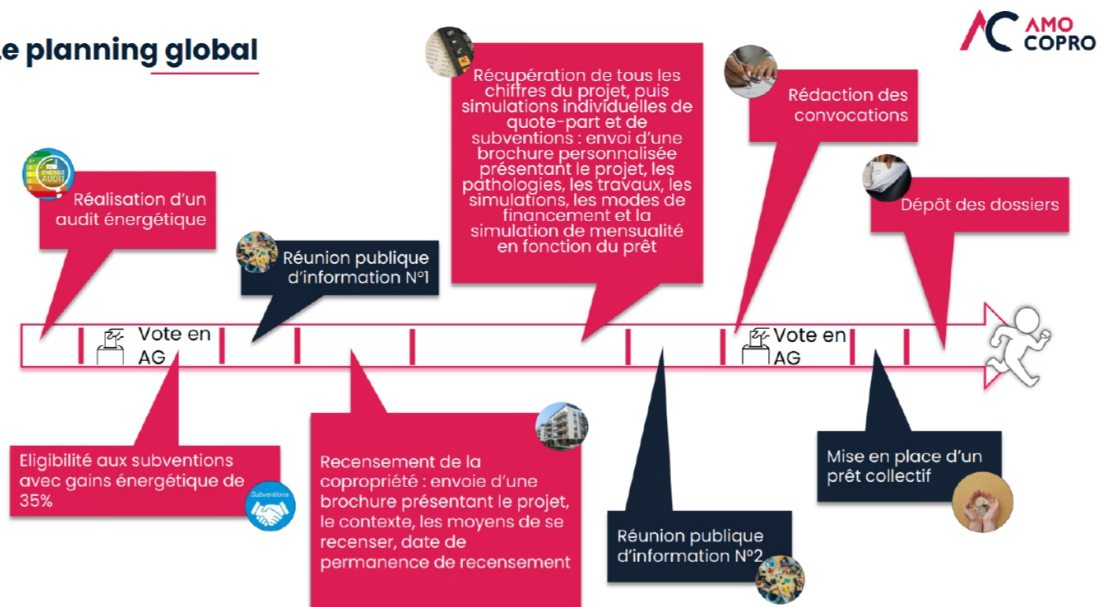 Le planning global
AMO
COPRO
Réalisation d'un
audit énergétique
Réunion publique
d'information N°1
Récupération de tous les
chiffres du projet, puis
simulations individuelles de
quote-part et de
subventions : envoi d'une
brochure personnalisée
présentant le projet, les
pathologies, les travaux, les
simulations, les modes de
financement et la
simulation de mensualité
en fonction du prêt
Rédaction des
convocations
Dépôt des dossiers
Vote en
AG
Vote en
AG
Eligibilité aux subventions
avec gains énergétique de
35%
Subventions
Recensement de la
copropriété : envoie d'une
brochure présentant le projet,
le contexte, les moyens de se
recenser, date de
permanence de recensement
Réunion publique
d'information N°2
Mise en place d'un
prêt collectif